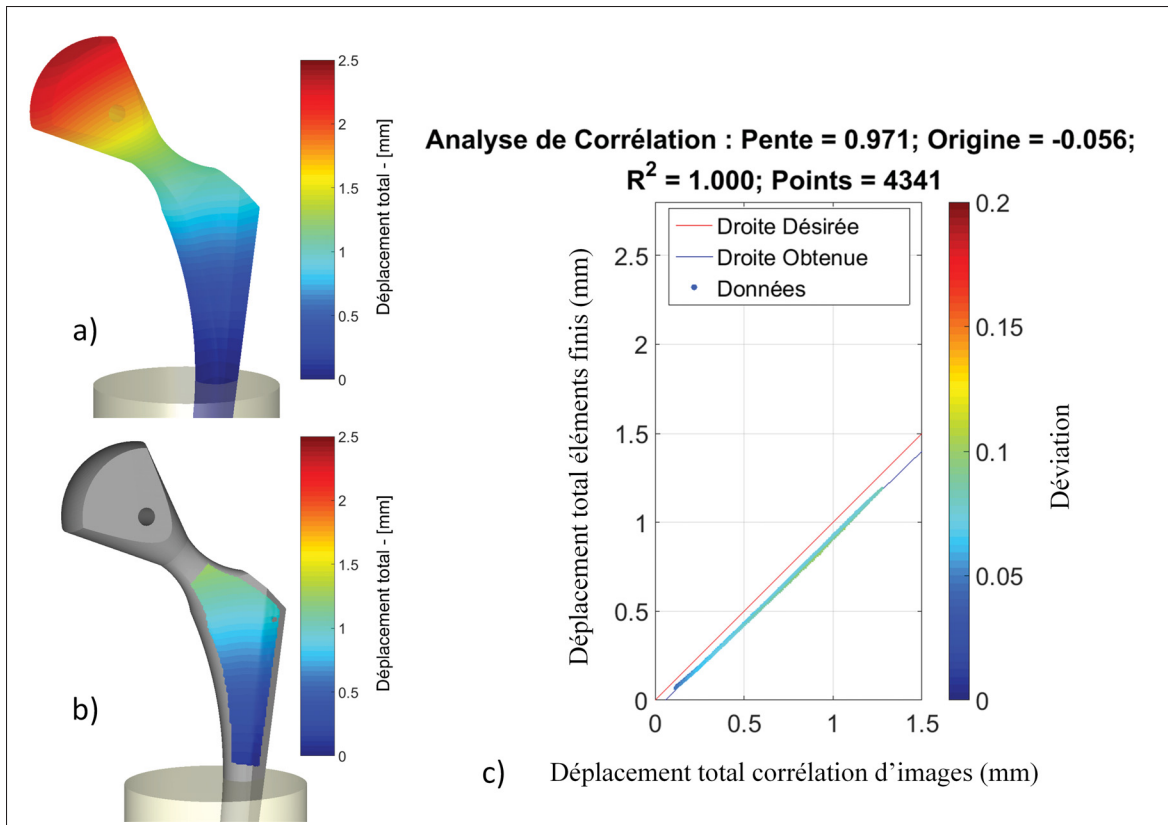 a)
2.5
2
1.5
1
0.5
0
Déplacement total - [mm]
b)
2.5
2
1.5
1
0.5
0
Déplacement total - [mm]
Analyse de Corrélation : Pente = 0.971; Origine = -0.056;
R² = 1.000; Points = 4341
Droite Désirée
Droite Obtenue
Données
Déplacement total éléments finis (mm)
2.5
2
1.5
1
0.5
0
0 0.5 1 1.5
0.2
0.15
0.1
0.05
0
Déviation
c) Déplacement total corrélation d'images (mm)